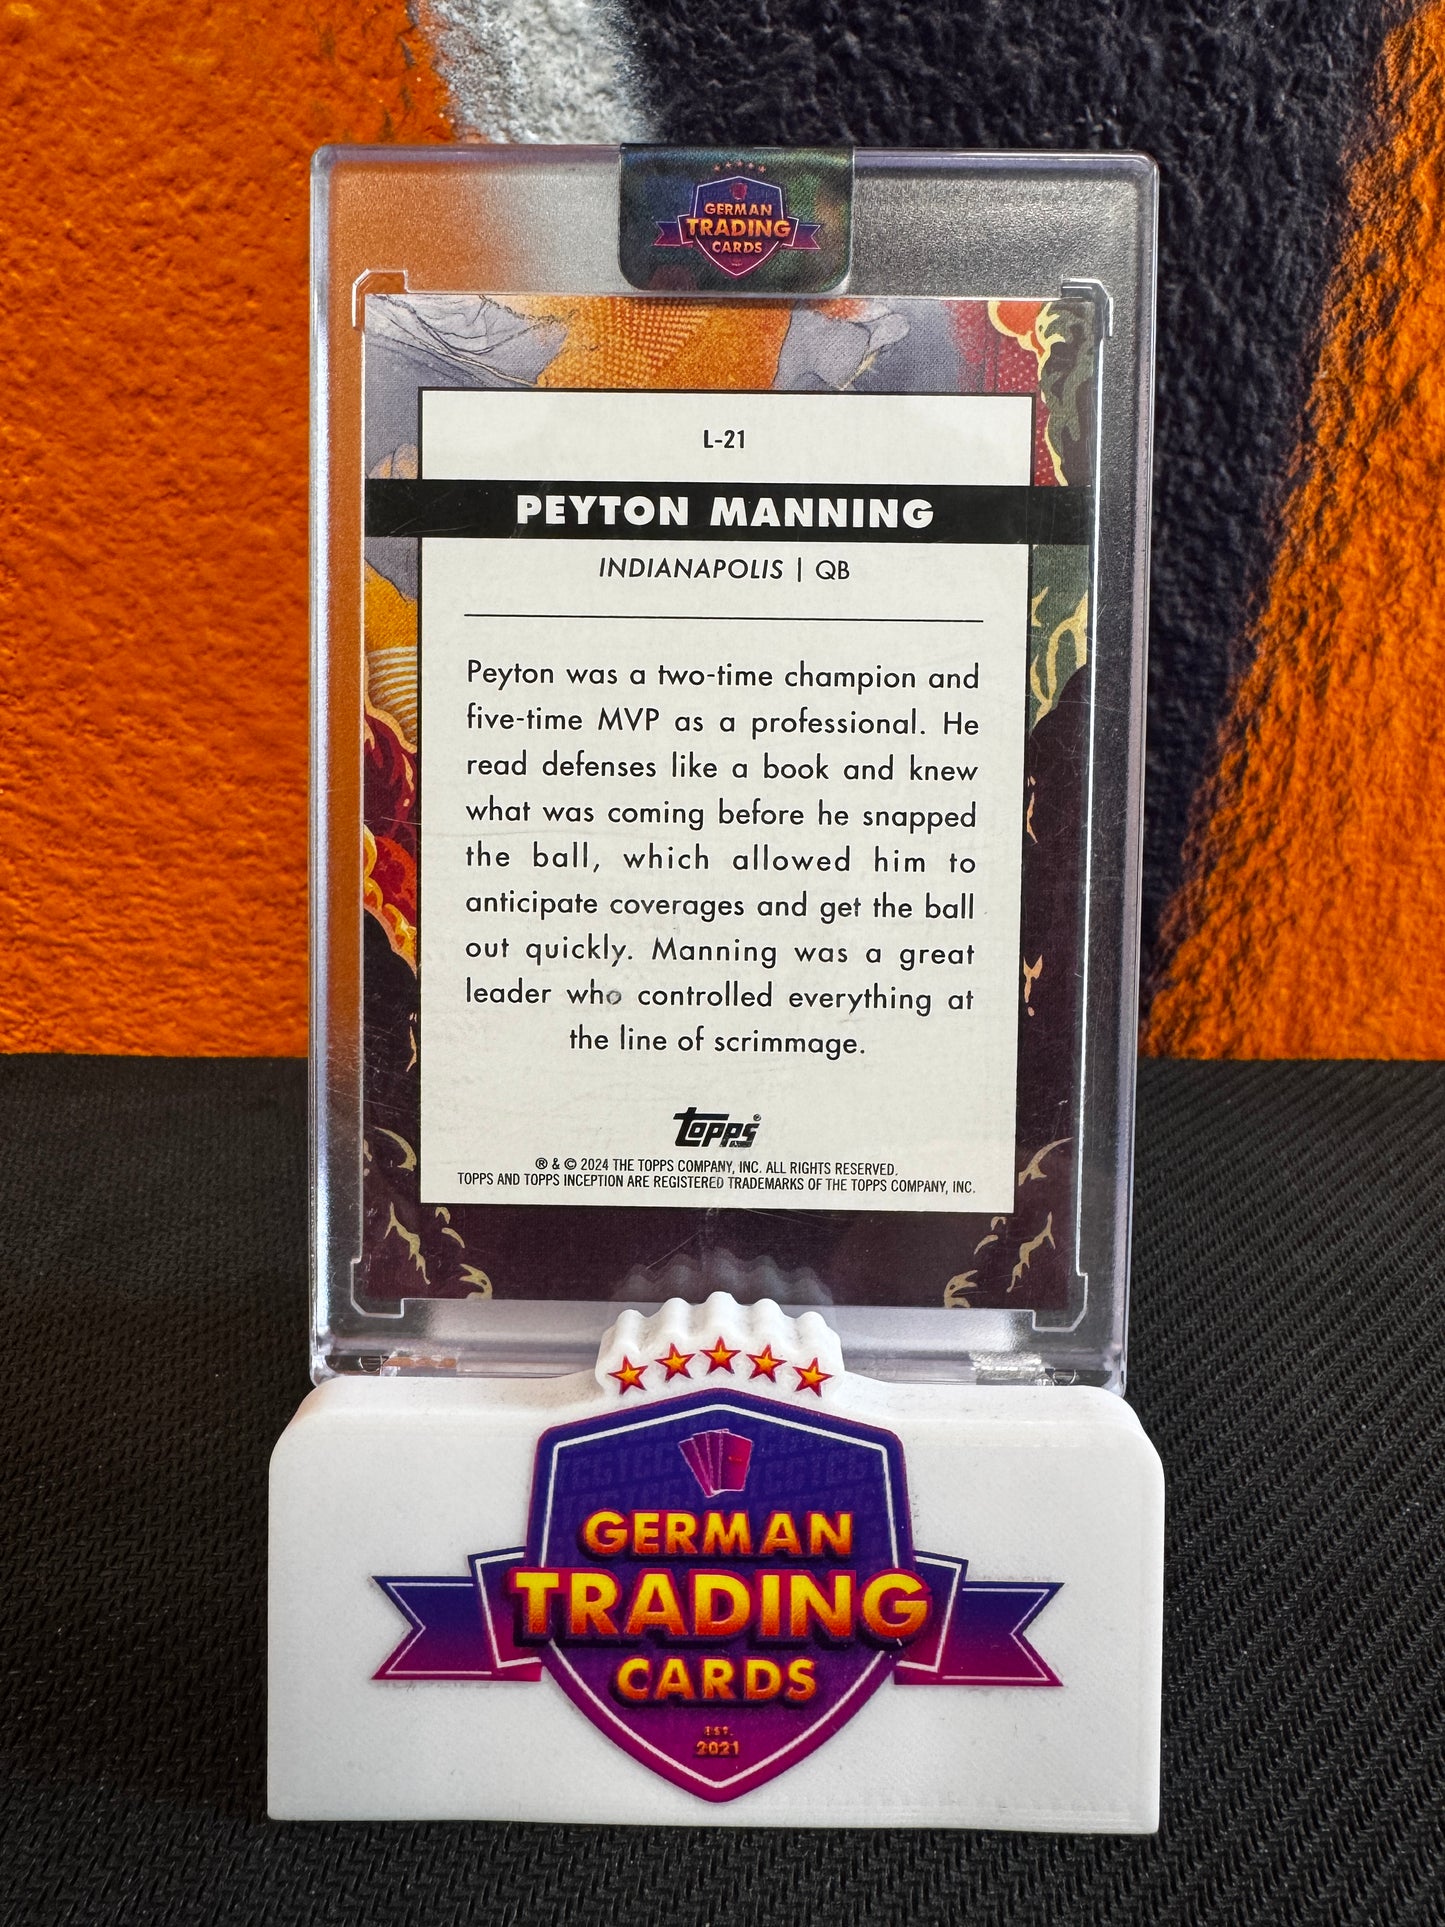 GERMAN
TRADING
CARDS
L-21
PEYTON MANNING
INDIANAPOLIS | QB
Peyton was a two-time champion and
five-time MVP as a professional. He
read defenses like a book and knew
what was coming before he snapped
the ball, which allowed him to
anticipate coverages and get the ball
out quickly. Manning was a great
leader who controlled everything at
the line of scrimmage.
topps®
® & © 2024 THE TOPPS COMPANY, INC. ALL RIGHTS RESERVED.
TOPPS AND TOPPS INCEPTION ARE REGISTERED TRADEMARKS OF THE TOPPS COMPANY, INC.
GERMAN
TRADING
CARDS
EST.
2021